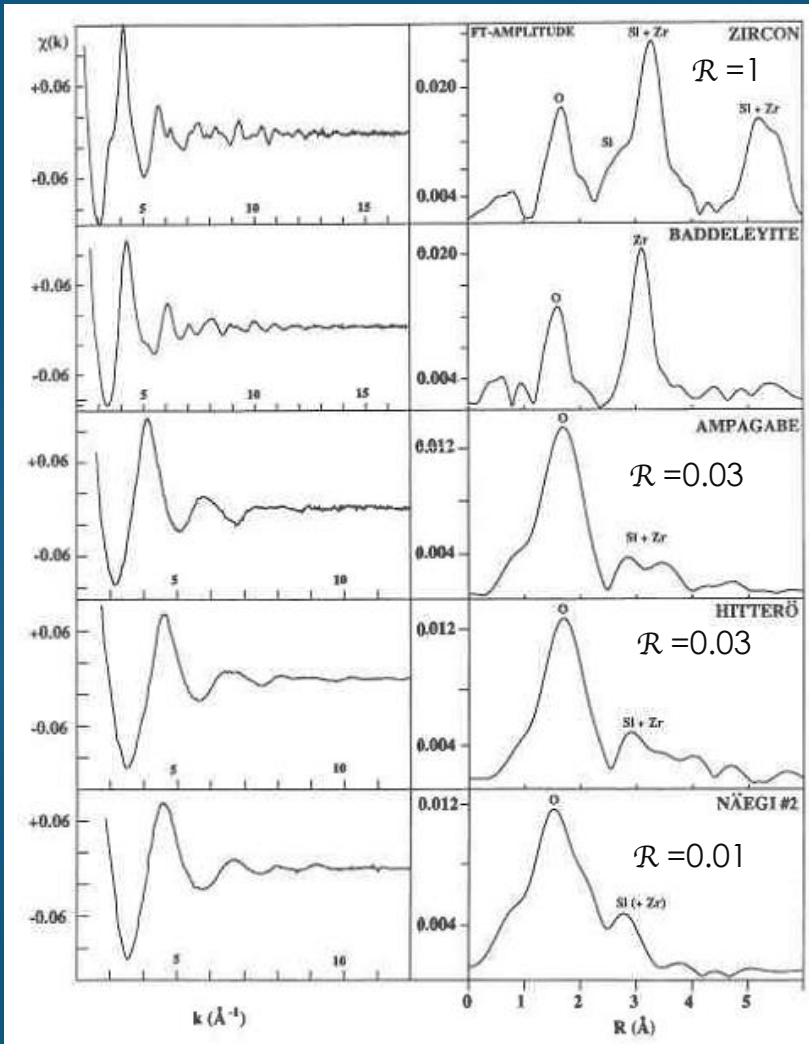 χ(k)
+0.06
-0.06
5
10
15
FT-AMPLITUDE
ZIRCON
Si + Zr
ℛ =1
0.020
O
Si
Si + Zr
0.004
+0.06
-0.06
5
10
15
BADDELEYITE
0.020
Zr
O
0.004
+0.06
-0.06
5
10
AMPAGABE
O
0.012
ℛ =0.03
Si + Zr
0.004
+0.06
-0.06
5
10
HITTERÖ
O
0.012
ℛ =0.03
Si + Zr
0.004
+0.06
-0.06
5
10
NÄEGI #2
O
0.012
ℛ =0.01
Si (+ Zr)
0.004
0 1 2 3 4 5
k (Å⁻¹)
R (Å)